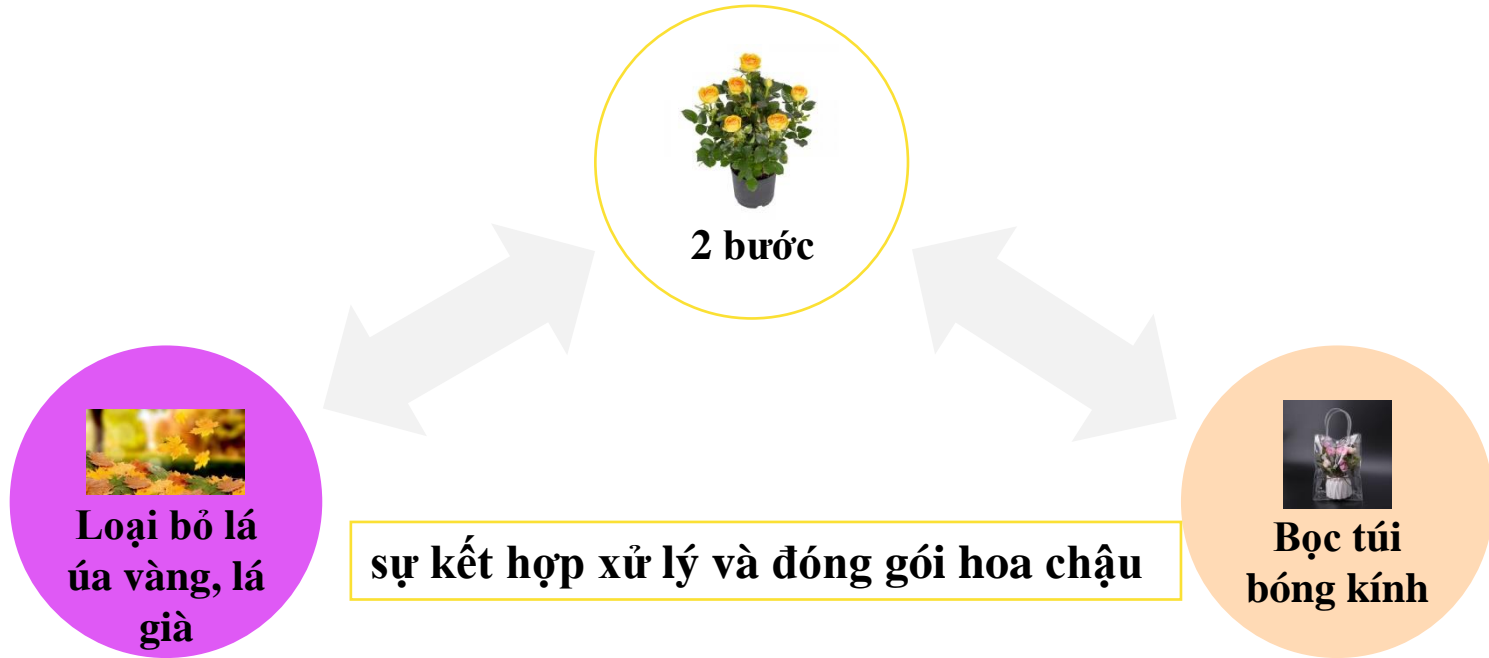 2 bước
Loại bỏ lá
úa vàng, lá
già
sự kết hợp xử lý và đóng gói hoa chậu
Bọc túi
bóng kính